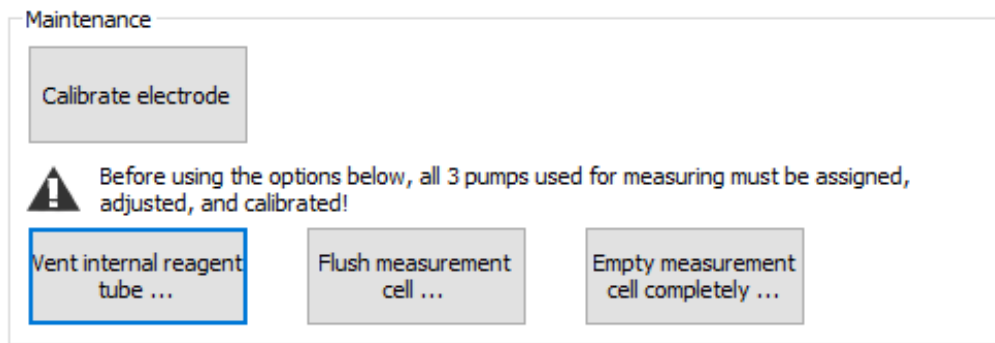 Maintenance
Calibrate electrode
Before using the options below, all 3 pumps used for measuring must be assigned,
adjusted, and calibrated!
Vent internal reagent
tube ...
Flush measurement
cell ...
Empty measurement
cell completely ...